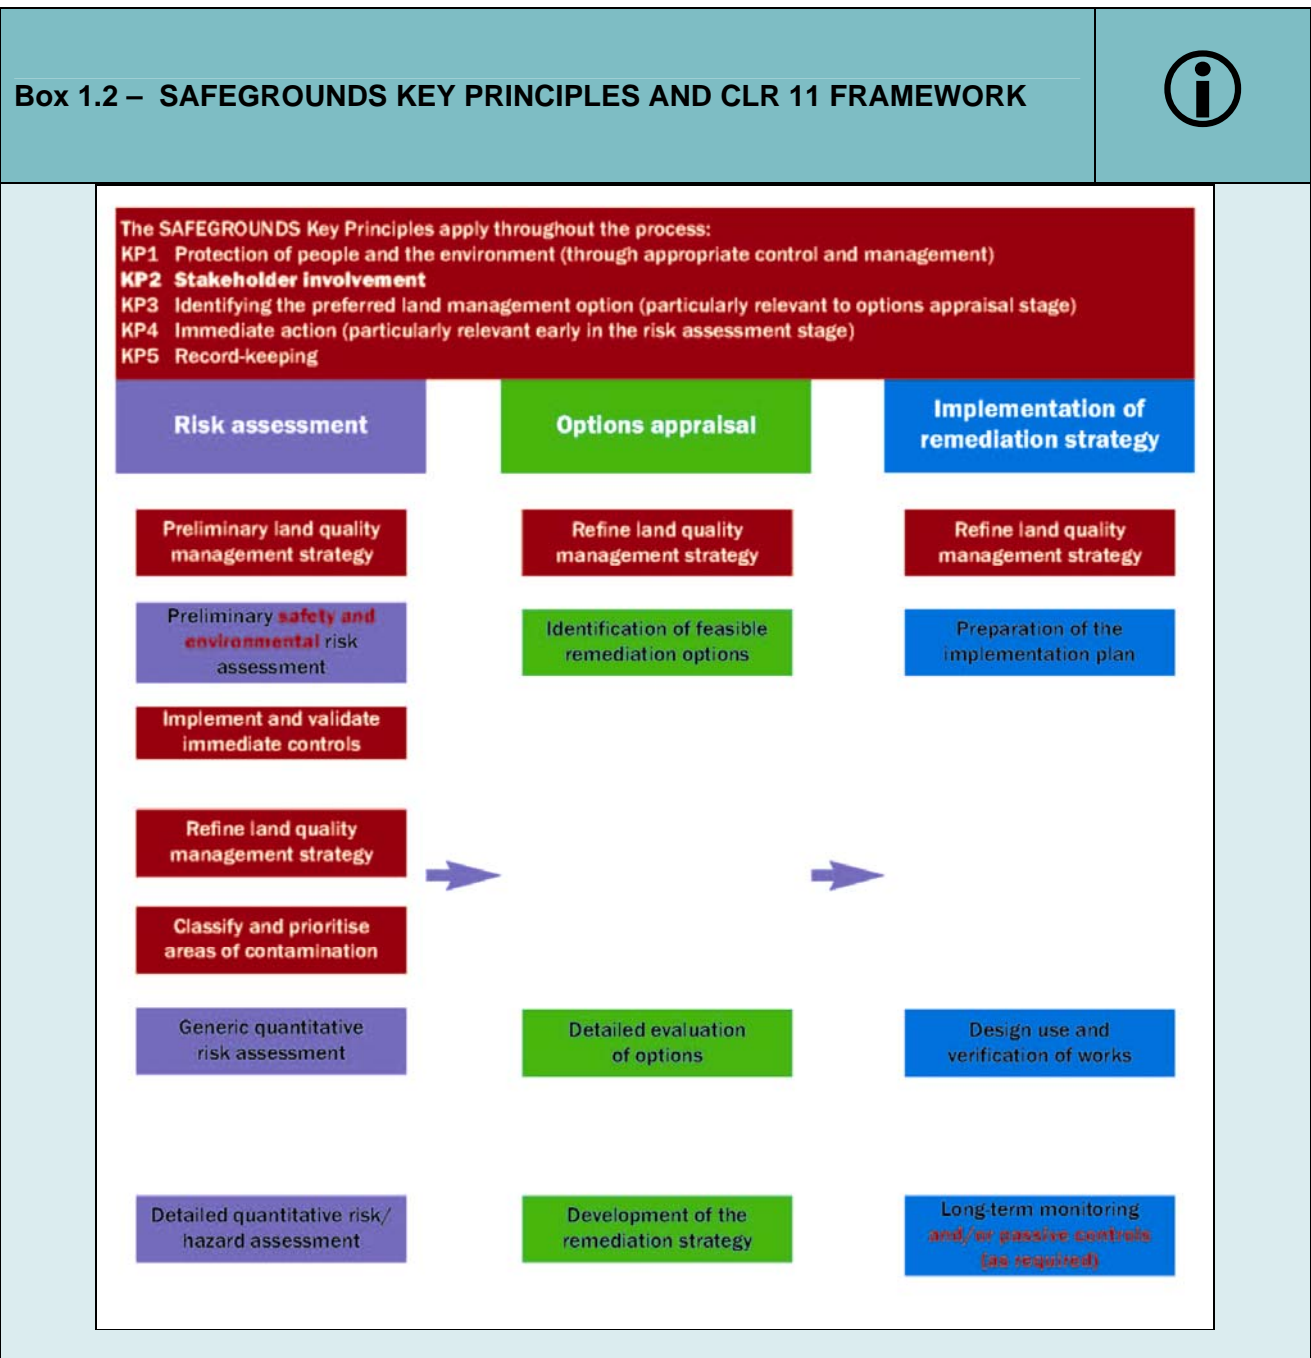 Box 1.2 – SAFEGROUNDS KEY PRINCIPLES AND CLR 11 FRAMEWORK
The SAFEGROUNDS Key Principles apply throughout the process:
KP1 Protection of people and the environment (through appropriate control and management)
KP2 Stakeholder involvement
KP3 Identifying the preferred land management option (particularly relevant to options appraisal stage)
KP4 Immediate action (particularly relevant early in the risk assessment stage)
KP5 Record-keeping
Risk assessment
Preliminary land quality
management strategy
Preliminary safety and
environmental risk
assessment
Implement and validate
immediate controls
Refine land quality
management strategy
Classify and prioritise
areas of contamination
Generic quantitative
risk assessment
Detailed quantitative risk/
hazard assessment
Options appraisal
Refine land quality
management strategy
Identification of feasible
remediation options
Detailed evaluation
of options
Development of the
remediation strategy
Implementation of
remediation strategy
Refine land quality
management strategy
Preparation of the
implementation plan
Design use and
verification of works
Long-term monitoring
and/or passive controls
(as required)